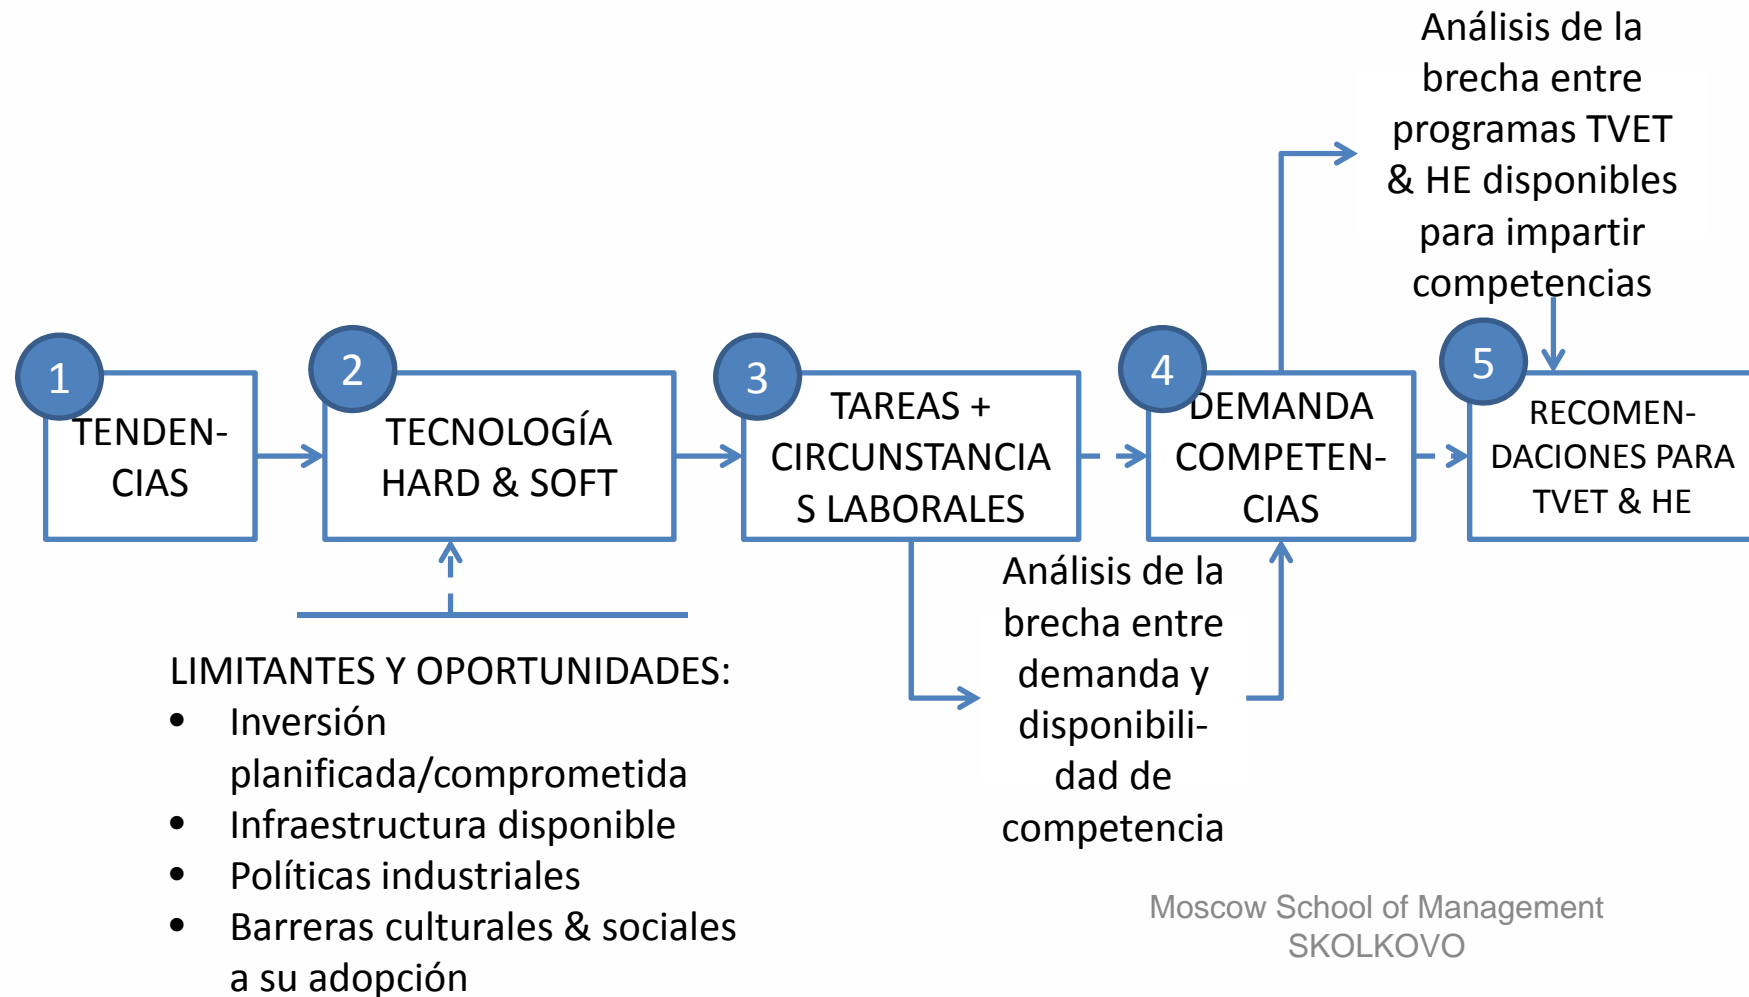 Análisis de la
brecha entre
programas TVET
& HE disponibles
para impartir
competencias
1
TENDEN-
CIAS
2
TECNOLOGÍA
HARD & SOFT
3
TAREAS +
CIRCUNSTANCIA
S LABORALES
4
DEMANDA
COMPETEN-
CIAS
5
RECOMEN-
DACIONES PARA
TVET & HE
LIMITANTES Y OPORTUNIDADES:
• Inversión
planificada/comprometida
• Infraestructura disponible
• Políticas industriales
• Barreras culturales & sociales
a su adopción
Análisis de la
brecha entre
demanda y
disponibili-
dad de
competencia
Moscow School of Management
SKOLKOVO